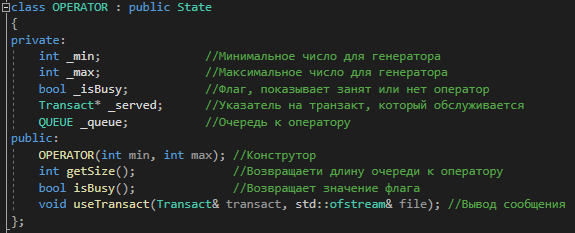 class OPERATOR : public State
{
private:
int _min; //Минимальное число для генератора
int _max; //Максимальное число для генератора
bool _isBusy; //Флаг, показывает занят или нет оператор
Transact* _served; //Указатель на транзакт, который обслуживается
QUEUE _queue; //Очередь к оператору
public:
OPERATOR(int min, int max); //Конструтор
int getSize(); //Возвращаети длину очереди к оператору
bool isBusy(); //Возвращает значение флага
void useTransact(Transact& transact, std::ofstream& file); //Вывод сообщения
};